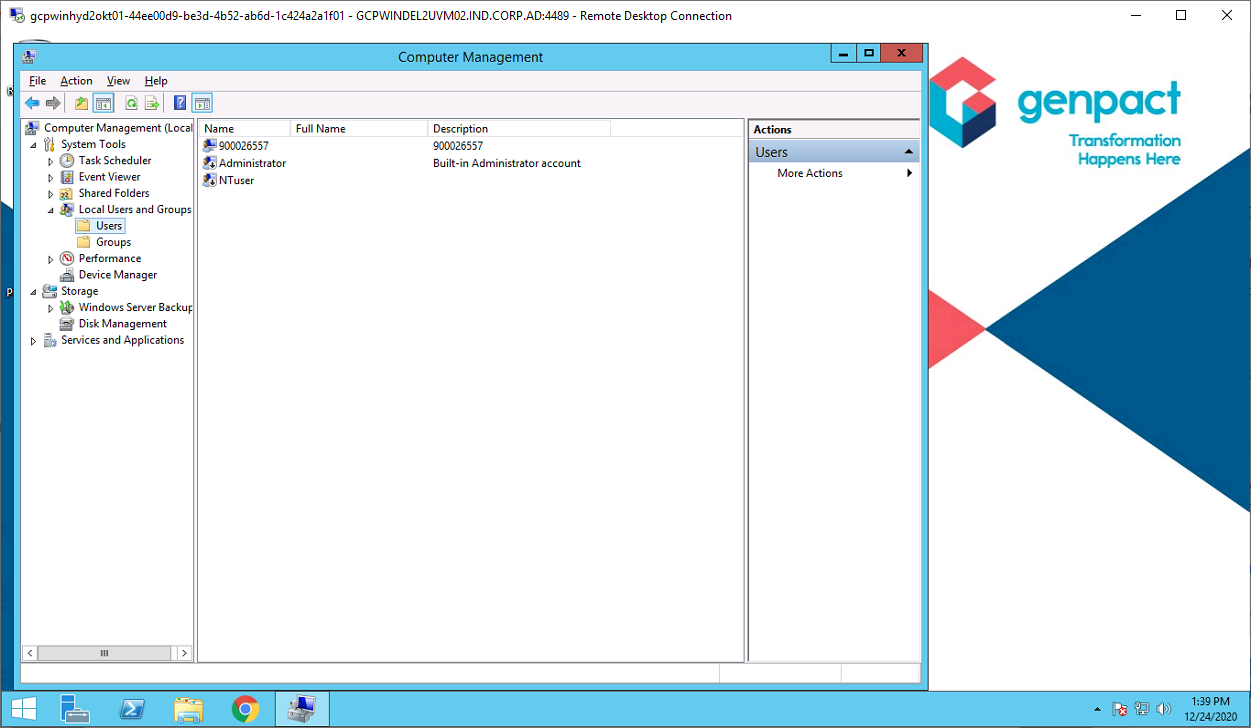 gcpwinhyd2okt01-44ee00d9-be3d-4b52-ab6d-1c424a2a1f01 - GCPWINDEL2UVM02.IND.CORP.AD:4489 - Remote Desktop Connection
Computer Management
File Action View Help
Computer Management (Local
System Tools
Task Scheduler
Event Viewer
Shared Folders
Local Users and Groups
Users
Groups
Performance
Device Manager
Storage
Windows Server Backup
Disk Management
Services and Applications
Name Full Name Description
900026557 900026557
Administrator Built-in Administrator account
NTuser
Actions
Users
More Actions
genpact
Transformation
Happens Here
P
1:39 PM
12/24/2020